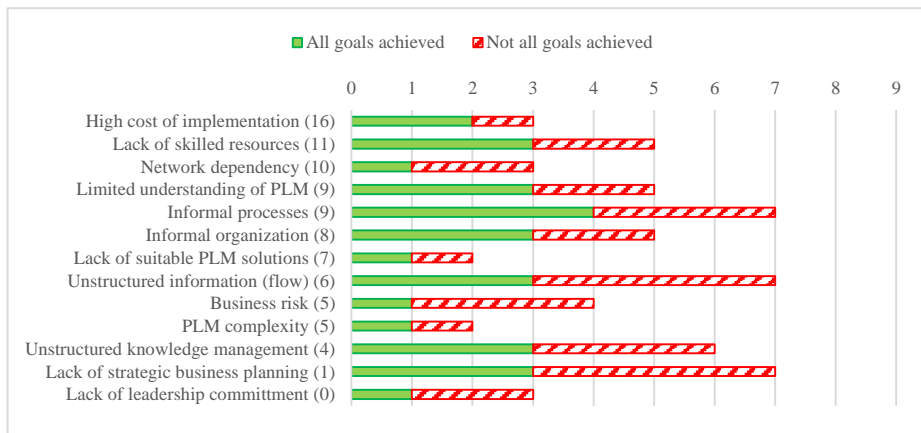 All goals achieved Not all goals achieved
0 1 2 3 4 5 6 7 8 9
High cost of implementation (16)
Lack of skilled resources (11)
Network dependency (10)
Limited understanding of PLM (9)
Informal processes (9)
Informal organization (8)
Lack of suitable PLM solutions (7)
Unstructured information (flow) (6)
Business risk (5)
PLM complexity (5)
Unstructured knowledge management (4)
Lack of strategic business planning (1)
Lack of leadership committment (0)